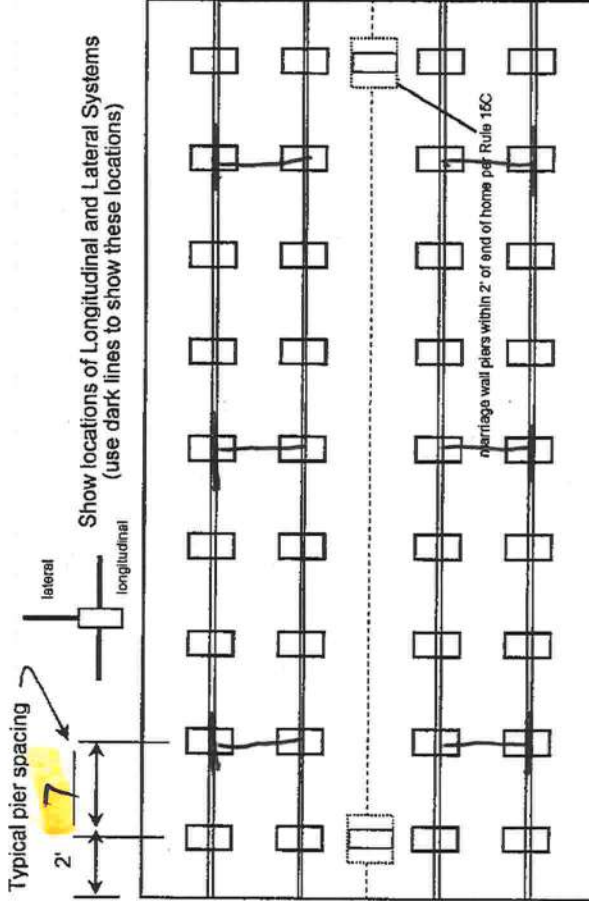 Typical pier spacing
2'
7
lateral
longitudinal
Show locations of Longitudinal and Lateral Systems
(use dark lines to show these locations)
marriage wall piers within 2' of end of home per Rule 15C